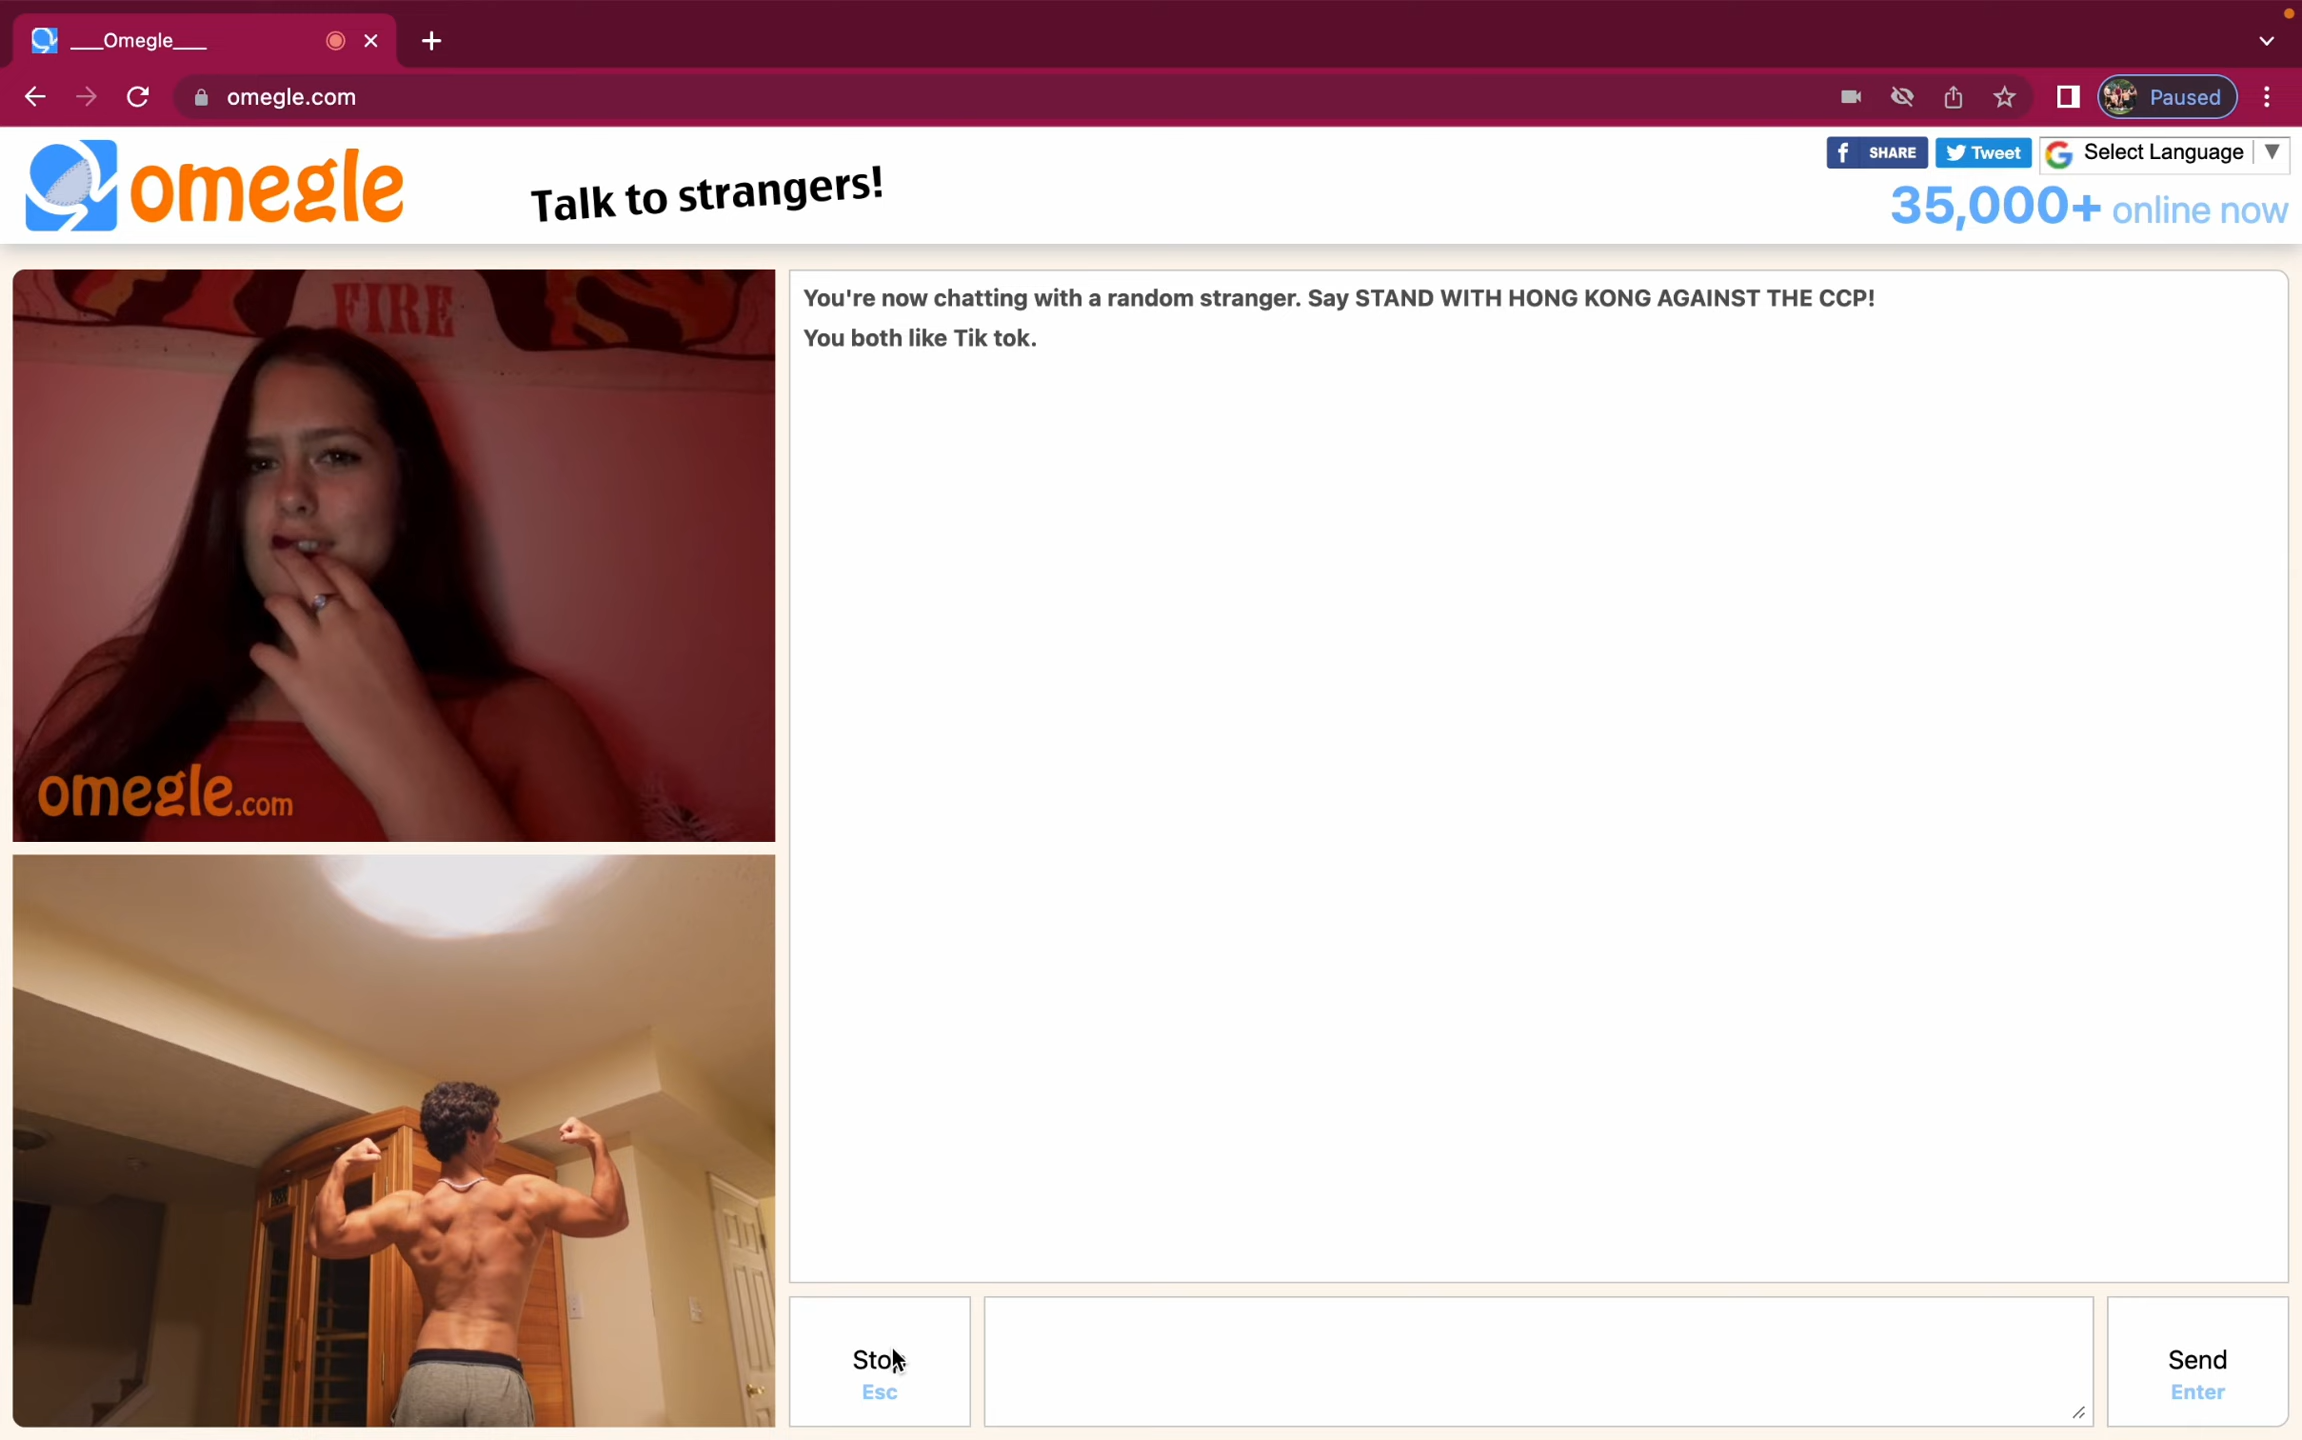 ___Omegle___
omegle.com
Paused
omegle
Talk to strangers!
f SHARE
Tweet
G Select Language ▼
35,000+ online now
FIRE
omegle.com
You're now chatting with a random stranger. Say STAND WITH HONG KONG AGAINST THE CCP!
You both like Tik tok.
Sto
Esc
Send
Enter